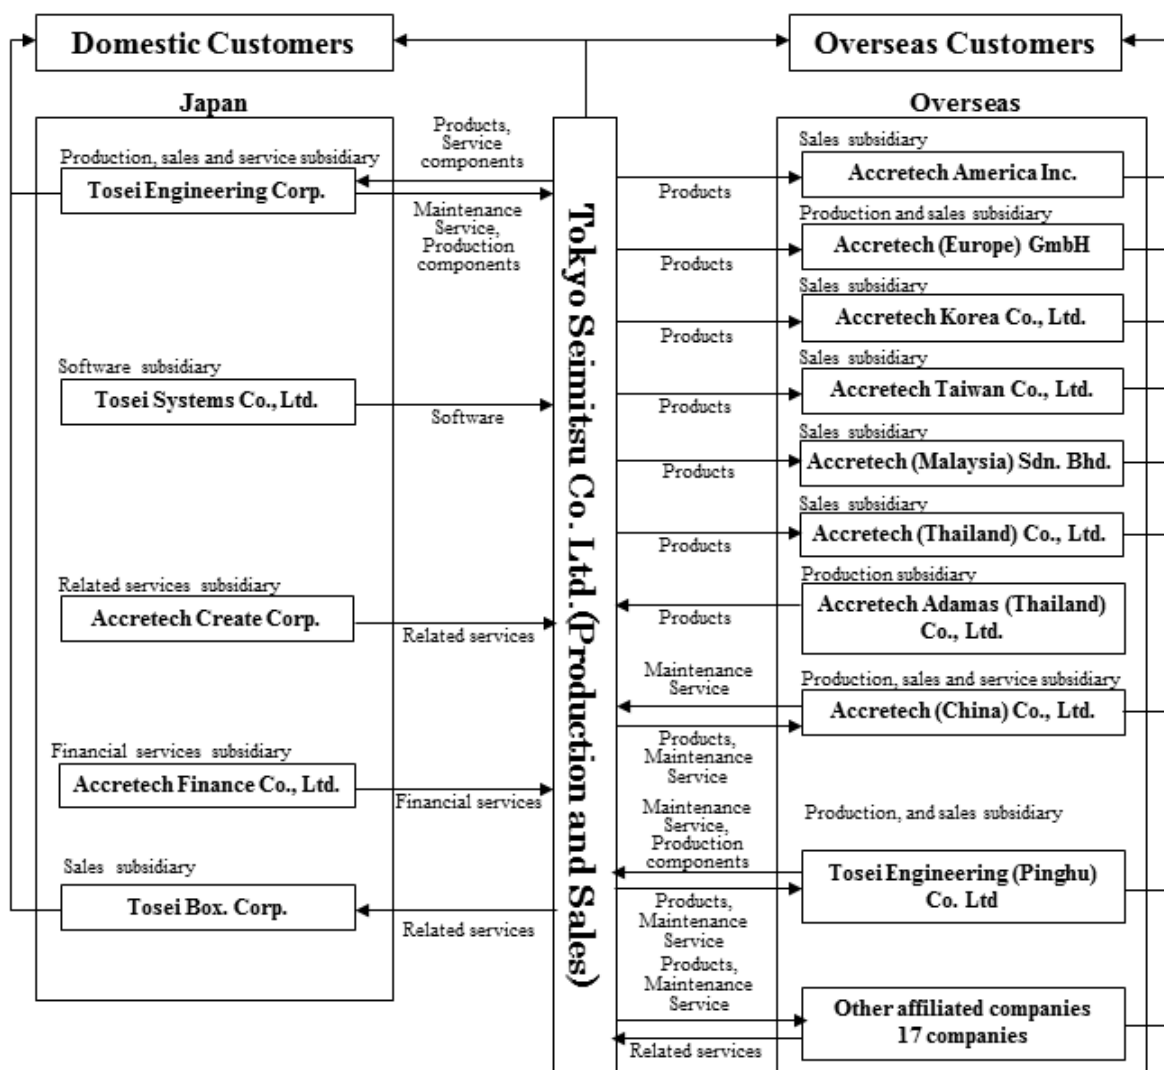 Domestic Customers
Overseas Customers
Japan
Production, sales and service subsidiary
Tosei Engineering Corp.
Products,
Service
components
Maintenance
Service,
Production
components
Software subsidiary
Tosei Systems Co., Ltd.
Software
Related services subsidiary
Accretech Create Corp.
Related services
Financial services subsidiary
Accretech Finance Co., Ltd.
Financial services
Sales subsidiary
Tosei Box. Corp.
Related services
Tokyo Seimitsu Co. Ltd.(Production and Sales)
Overseas
Sales subsidiary
Accretech America Inc.
Products
Production and sales subsidiary
Accretech (Europe) GmbH
Products
Sales subsidiary
Accretech Korea Co., Ltd.
Products
Sales subsidiary
Accretech Taiwan Co., Ltd.
Products
Sales subsidiary
Accretech (Malaysia) Sdn. Bhd.
Products
Sales subsidiary
Accretech (Thailand) Co., Ltd.
Products
Production subsidiary
Accretech Adamas (Thailand)
Co., Ltd.
Products
Maintenance
Service
Production, sales and service subsidiary
Accretech (China) Co., Ltd.
Products,
Maintenance
Service
Maintenance
Service,
Production
components
Production, and sales subsidiary
Tosei Engineering (Pinghu)
Co. Ltd
Products,
Maintenance
Service
Products,
Maintenance
Service
Other affiliated companies
17 companies
Related services